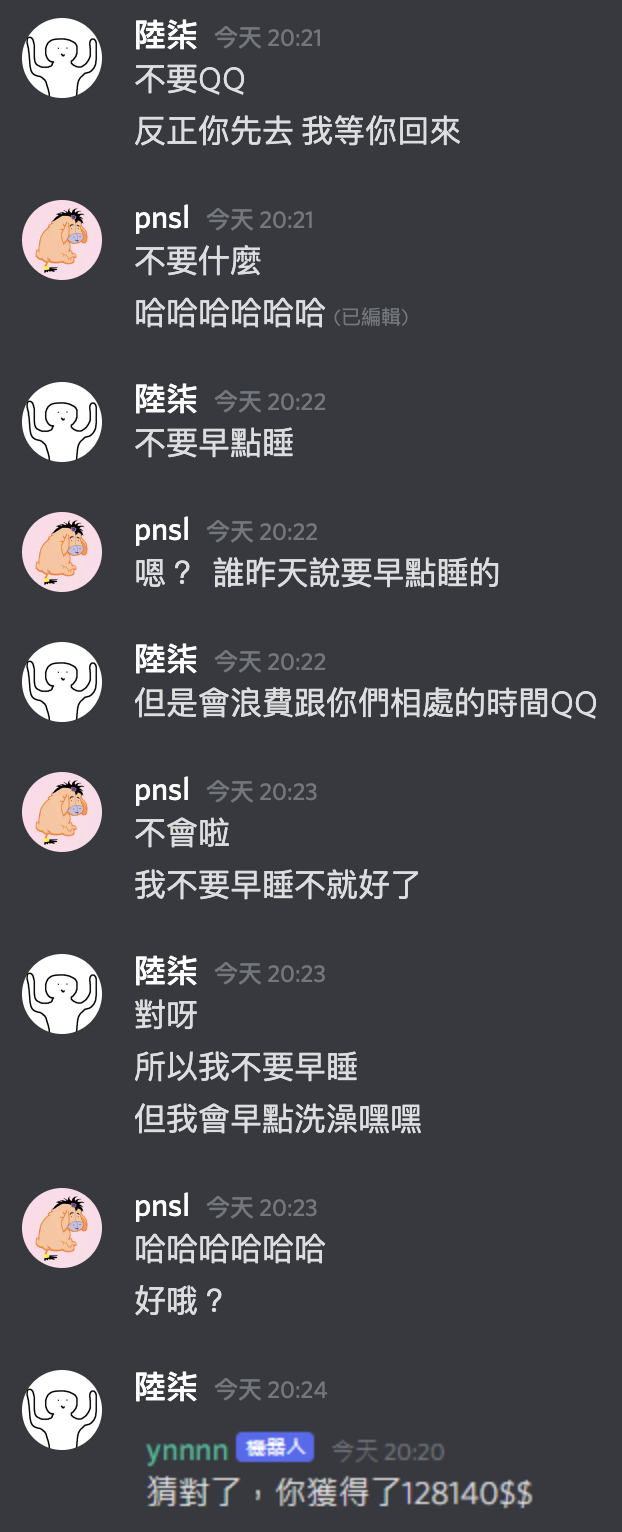 陸柒 今天 20:21
不要QQ
反正你先去 我等你回來
pnsl 今天 20:21
不要什麼
哈哈哈哈哈哈 (已編輯)
陸柒 今天 20:22
不要早點睡
pnsl 今天 20:22
嗯？ 誰昨天說要早點睡的
陸柒 今天 20:22
但是會浪費跟你們相處的時間QQ
pnsl 今天 20:23
不會啦
我不要早睡不就好了
陸柒 今天 20:23
對呀
所以我不要早睡
但我會早點洗澡嘿嘿
pnsl 今天 20:23
哈哈哈哈哈哈
好哦？
陸柒 今天 20:24
ynnnn 機器人 今天 20:20
猜對了，你獲得了128140$$